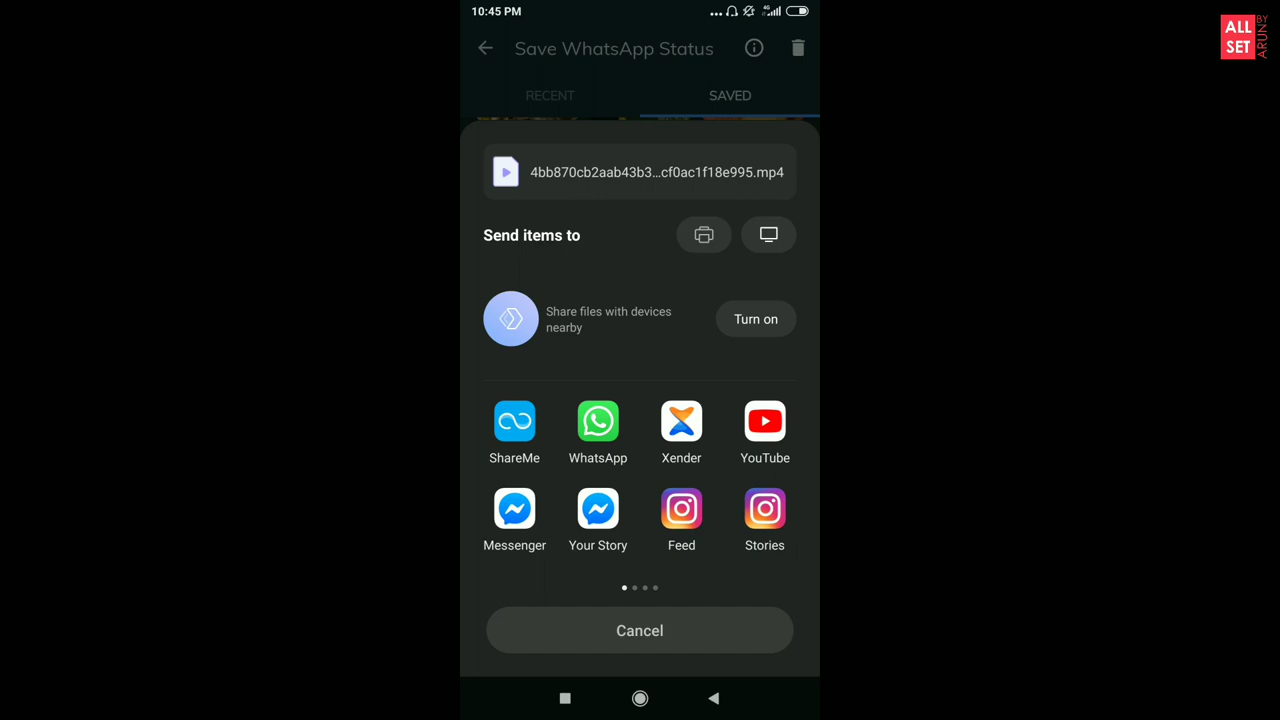 10:45 PM
4G
Save WhatsApp Status
RECENT
SAVED
4bb870cb2aab43b3...cf0ac1f18e995.mp4
Send items to
Share files with devices
nearby
Turn on
ShareMe
WhatsApp
Xender
YouTube
Messenger
Your Story
Feed
Stories
Cancel
ALL
SET
BY
ARUN